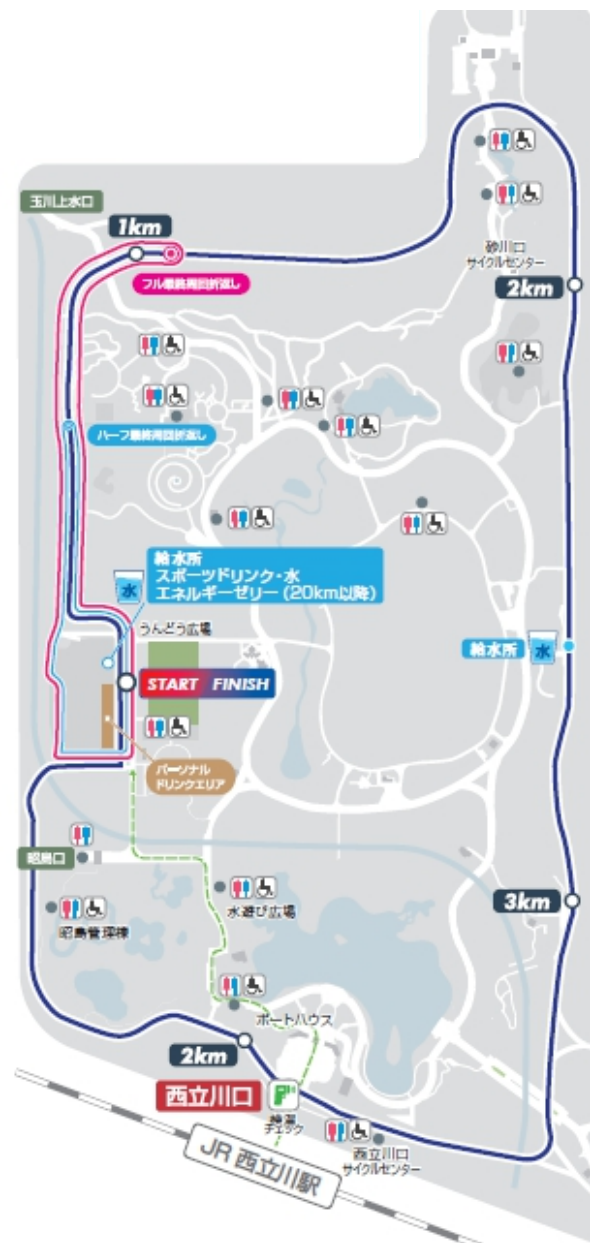 玉川上水口
1km
フル最終周回折返し
砂川口
サイクルセンター
2km
ハーフ最終周回折返し
給水所
スポーツドリンク・水
エネルギーゼリー(20km以降)
水
うんどう広場
給水所
水
START FINISH
パーソナル
ドリンクエリア
昭島口
水遊び広場
昭島管理棟
3km
ボートハウス
2km
西立川口
検温
チェック
西立川口
サイクルセンター
JR 西立川駅